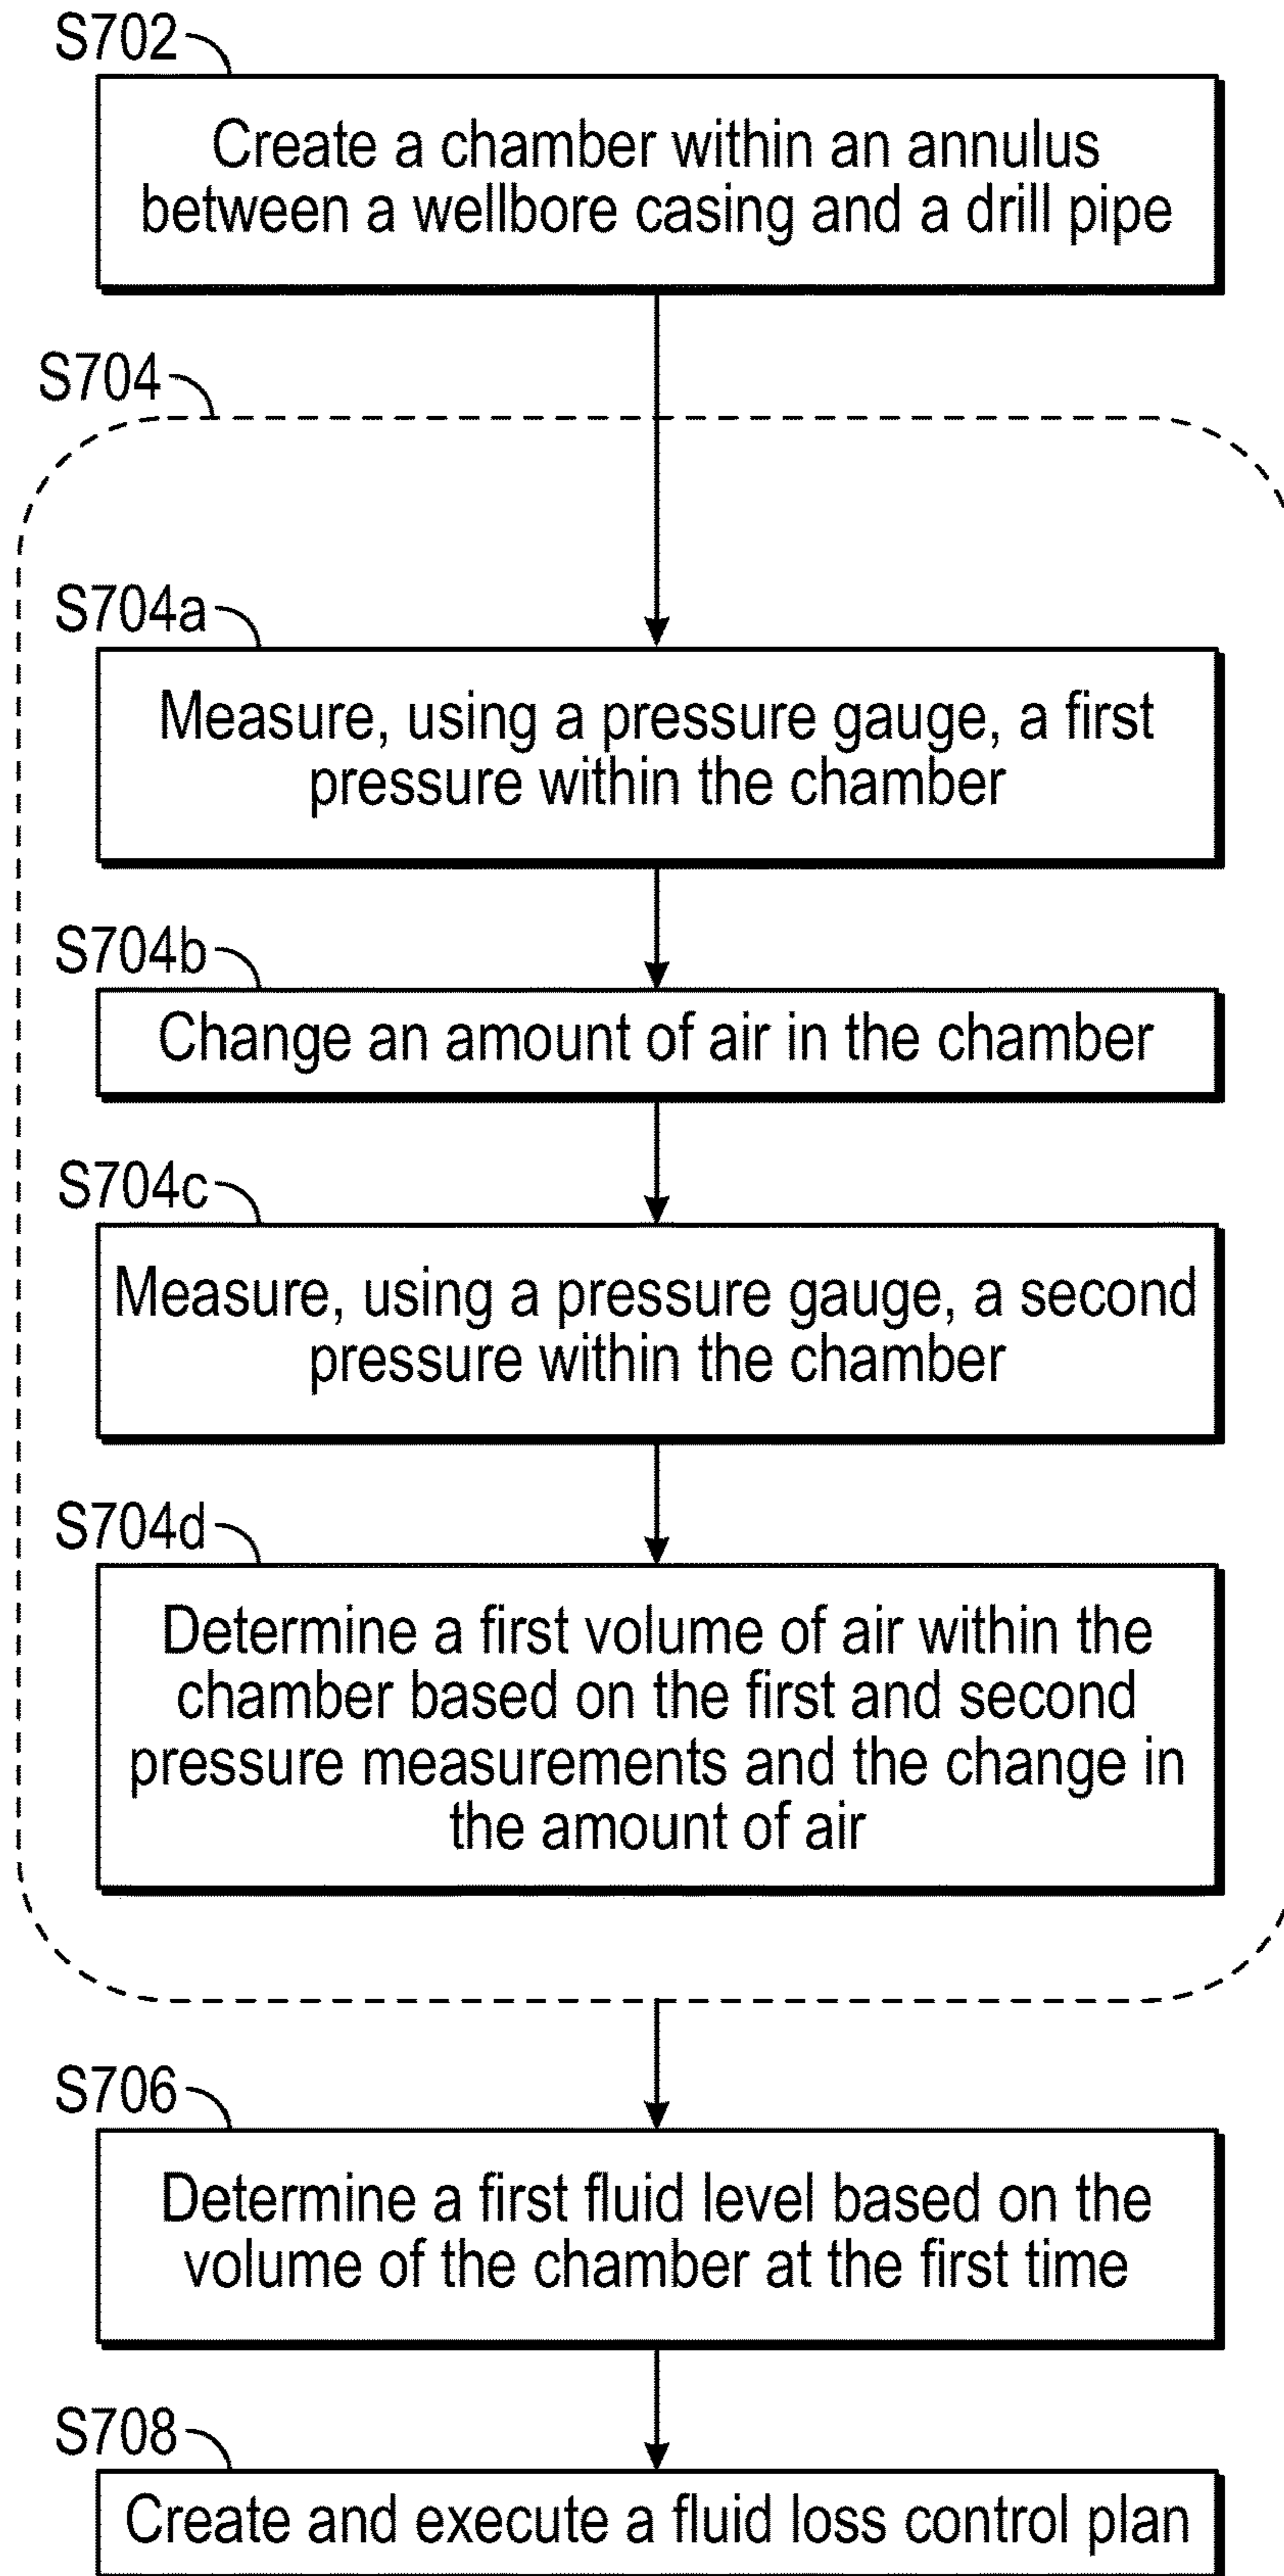 S702
Create a chamber within an annulus
between a wellbore casing and a drill pipe
S704
S704a
Measure, using a pressure gauge, a first
pressure within the chamber
S704b
Change an amount of air in the chamber
S704c
Measure, using a pressure gauge, a second
pressure within the chamber
S704d
Determine a first volume of air within the
chamber based on the first and second
pressure measurements and the change in
the amount of air
S706
Determine a first fluid level based on the
volume of the chamber at the first time
S708
Create and execute a fluid loss control plan